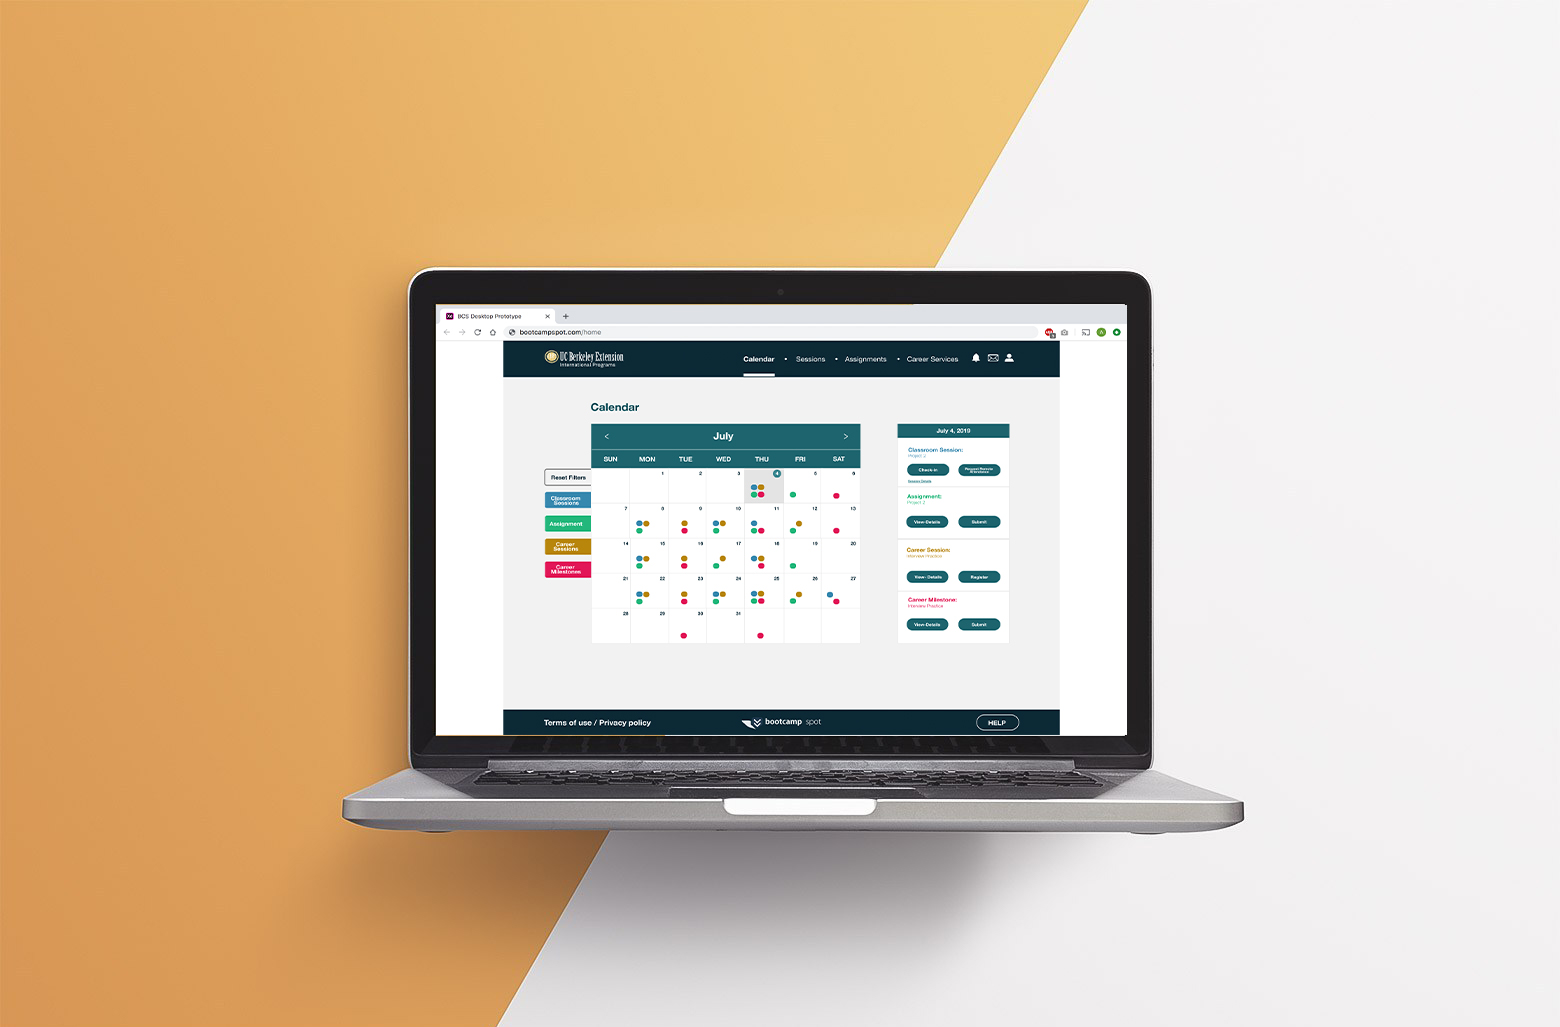 BCS Desktop Prototype
bootcampspot.com/home
UC Berkeley Extension
International Programs
Calendar • Sessions • Assignments • Career Services
Calendar
< July >
SUN MON TUE WED THU FRI SAT
1 2 3 4 5 6
7 8 9 10 11 12 13
14 15 16 17 18 19 20
21 22 23 24 25 26 27
28 29 30 31
Reset Filters
Classroom
Sessions
Assignment
Career
Sessions
Career
Milestones
July 4, 2019
Classroom Session:
Project 2
Check-in
Request Remote
Attendance
Session Details
Assignment:
Project 2
View-Details Submit
Career Session:
Interview Practice
View- Details Register
Career Milestone:
View-Details Submit
Terms of use / Privacy policy
bootcamp spot
HELP